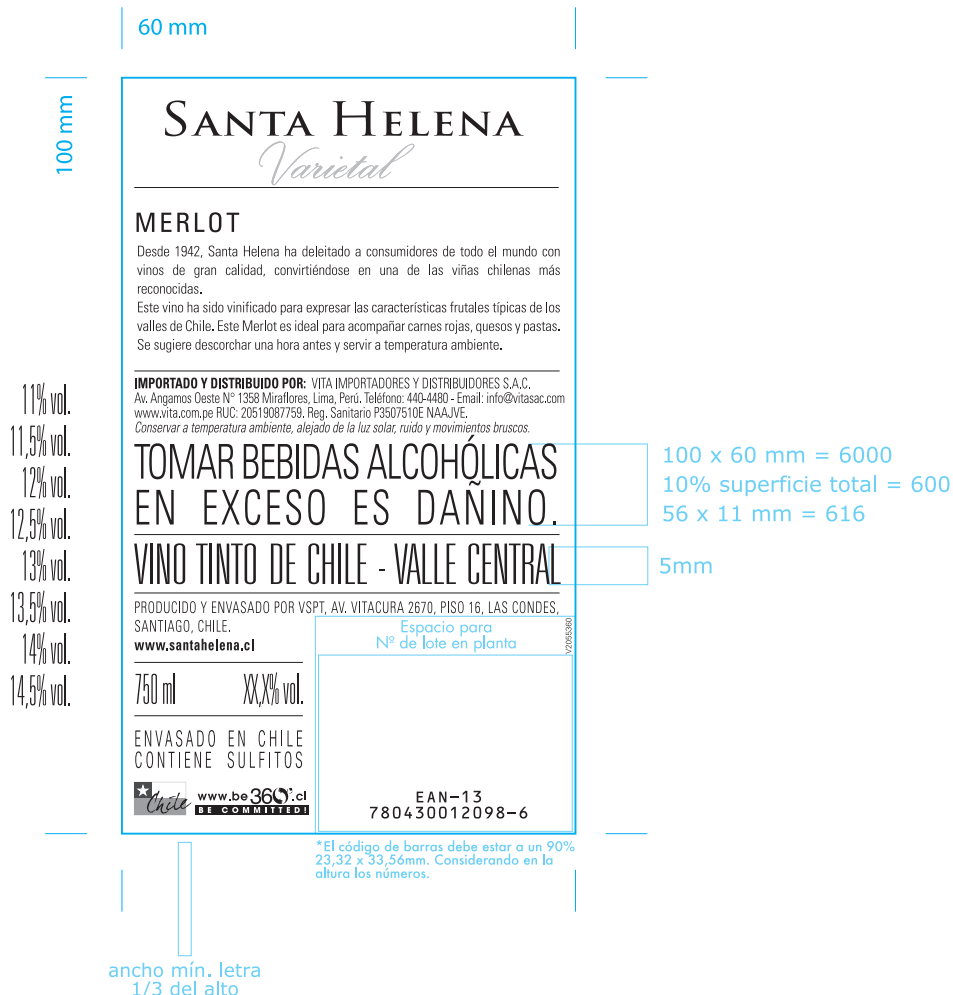 60 mm
100 mm
SANTA HELENA
Varietal
MERLOT
Desde 1942, Santa Helena ha deleitado a consumidores de todo el mundo con
vinos de gran calidad, convirtiéndose en una de las viñas chilenas más
reconocidas.
Este vino ha sido vinificado para expresar las características frutales típicas de los
valles de Chile. Este Merlot es ideal para acompañar carnes rojas, quesos y pastas.
Se sugiere descorchar una hora antes y servir a temperatura ambiente.
IMPORTADO Y DISTRIBUIDO POR: VITA IMPORTADORES Y DISTRIBUIDORES S.A.C.
Av. Angamos Oeste N° 1358 Miraflores, Lima, Perú. Teléfono: 440-4480 - Email: info@vitasac.com
www.vita.com.pe RUC: 20519087759. Reg. Sanitario P3507510E NAAJVE.
Conservar a temperatura ambiente, alejado de la luz solar, ruido y movimientos bruscos.
TOMAR BEBIDAS ALCOHÓLICAS
EN EXCESO ES DAÑINO.
VINO TINTO DE CHILE - VALLE CENTRAL
PRODUCIDO Y ENVASADO POR VSPT, AV. VITACURA 2670, PISO 16, LAS CONDES,
SANTIAGO, CHILE.
www.santahelena.cl
750 ml XX,X% vol.
ENVASADO EN CHILE
CONTIENE SULFITOS
Chile
www.be360°.cl
BE COMMITTED!
Espacio para
Nº de lote en planta
V2055360
EAN-13
780430012098-6
*El código de barras debe estar a un 90%
23,32 x 33,56mm. Considerando en la
altura los números.
11% vol.
11,5% vol.
12% vol.
12,5% vol.
13% vol.
13,5% vol.
14% vol.
14,5% vol.
100 x 60 mm = 6000
10% superficie total = 600
56 x 11 mm = 616
5mm
ancho mín. letra
1/3 del alto